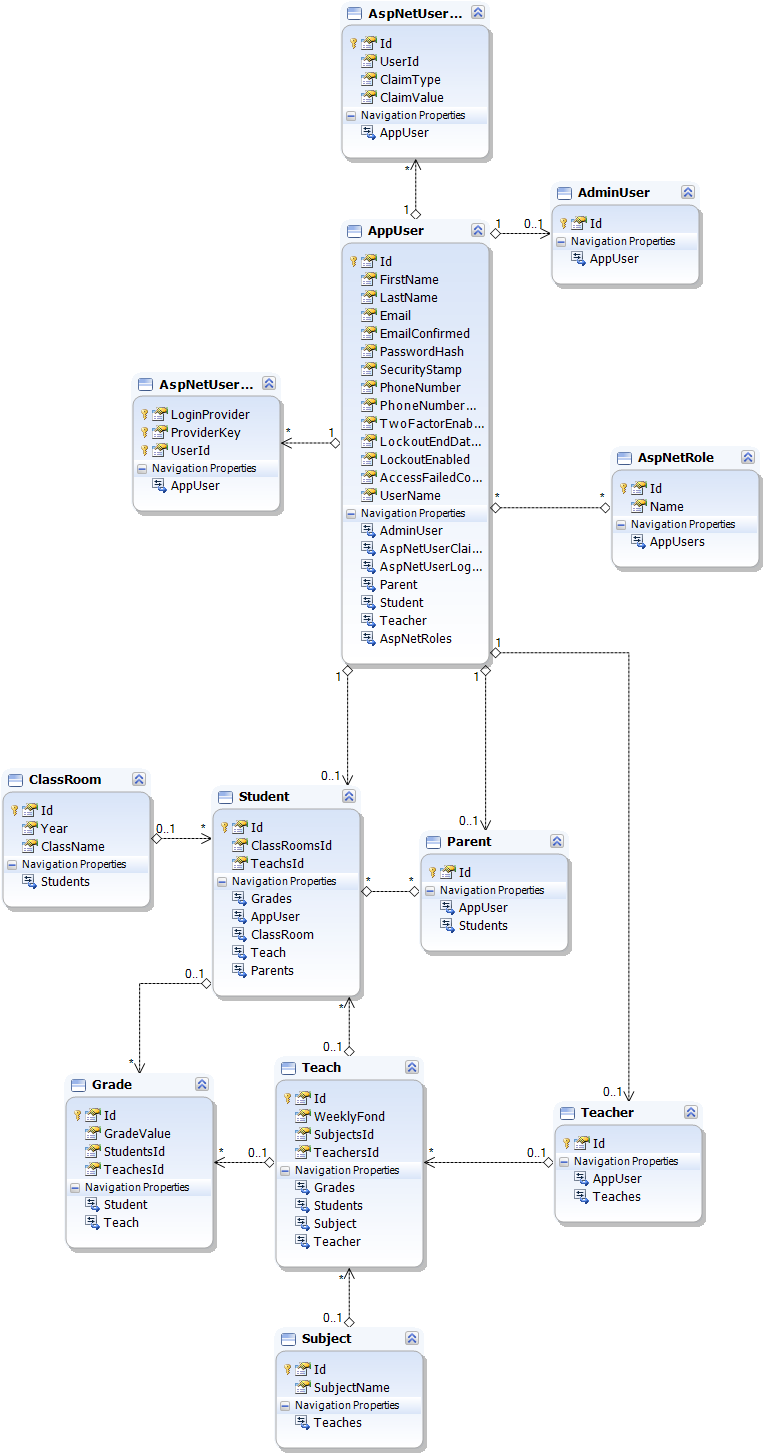 AspNetUser...
Id
UserId
ClaimType
ClaimValue
Navigation Properties
AppUser
*
1
AdminUser
Id
Navigation Properties
AppUser
1
0..1
AppUser
Id
FirstName
LastName
Email
EmailConfirmed
PasswordHash
SecurityStamp
PhoneNumber
PhoneNumber...
TwoFactorEnab...
LockoutEndDat...
LockoutEnabled
AccessFailedCo...
UserName
Navigation Properties
AdminUser
AspNetUserClai...
AspNetUserLog...
Parent
Student
Teacher
AspNetRoles
AspNetUser...
LoginProvider
ProviderKey
UserId
Navigation Properties
AppUser
*
1
AspNetRole
Id
Name
Navigation Properties
AppUsers
*
*
1
1
1
0..1
0..1
0..1
ClassRoom
Id
Year
ClassName
Navigation Properties
Students
0..1
*
Student
Id
ClassRoomsId
TeachsId
Navigation Properties
Grades
AppUser
ClassRoom
Teach
Parents
*
*
Parent
Id
Navigation Properties
AppUser
Students
0..1
*
*
0..1
Grade
Id
GradeValue
StudentsId
TeachesId
Navigation Properties
Student
Teach
*
0..1
Teach
Id
WeeklyFond
SubjectsId
TeachersId
Navigation Properties
Grades
Students
Subject
Teacher
*
0..1
Teacher
Id
Navigation Properties
AppUser
Teaches
*
0..1
Subject
Id
SubjectName
Navigation Properties
Teaches